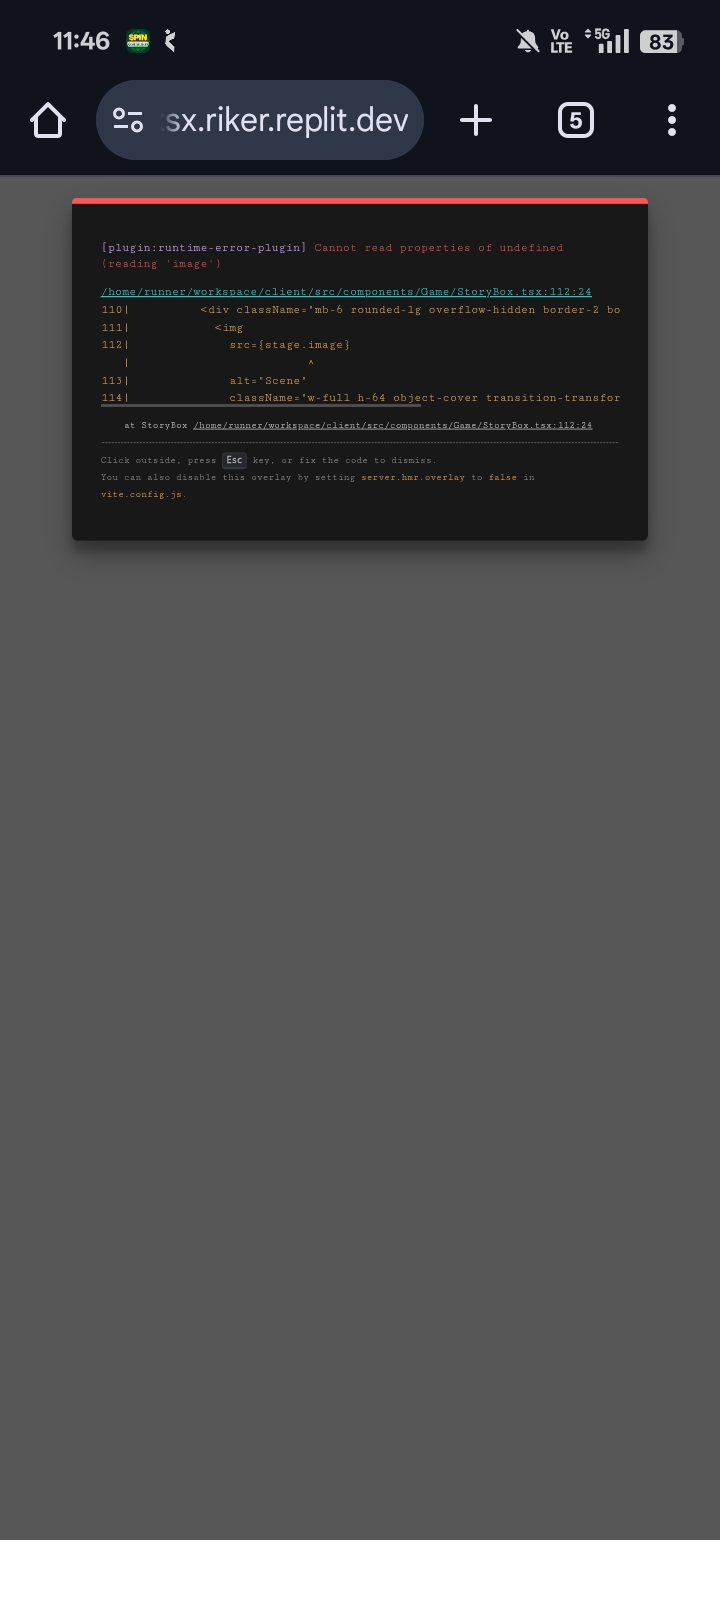 11:46
SPIN
Vo
LTE
5G
83
sx.riker.replit.dev
5
[plugin:runtime-error-plugin] Cannot read properties of undefined
(reading 'image')
/home/runner/workspace/client/src/components/Game/StoryBox.tsx:112:24
110|          <div className="mb-6 rounded-lg overflow-hidden border-2 bo
111|            <img
112|              src={stage.image}
   |                         ^
113|              alt="Scene"
114|              className="w-full h-64 object-cover transition-transfor
at StoryBox /home/runner/workspace/client/src/components/Game/StoryBox.tsx:112:24
Click outside, press Esc key, or fix the code to dismiss.
You can also disable this overlay by setting server.hmr.overlay to false in
vite.config.js.